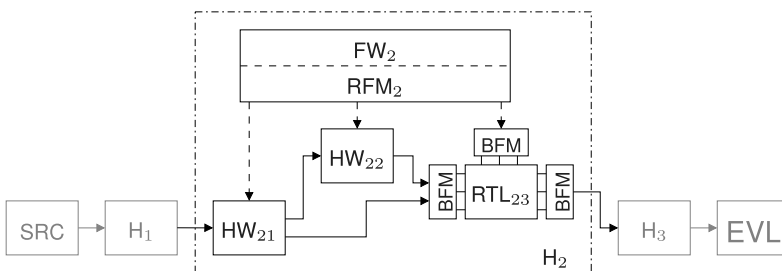 FW₂
RFM₂
BFM
HW₂₂
BFM
RTL₂₃
BFM
SRC
H₁
HW₂₁
H₃
EVL
H₂